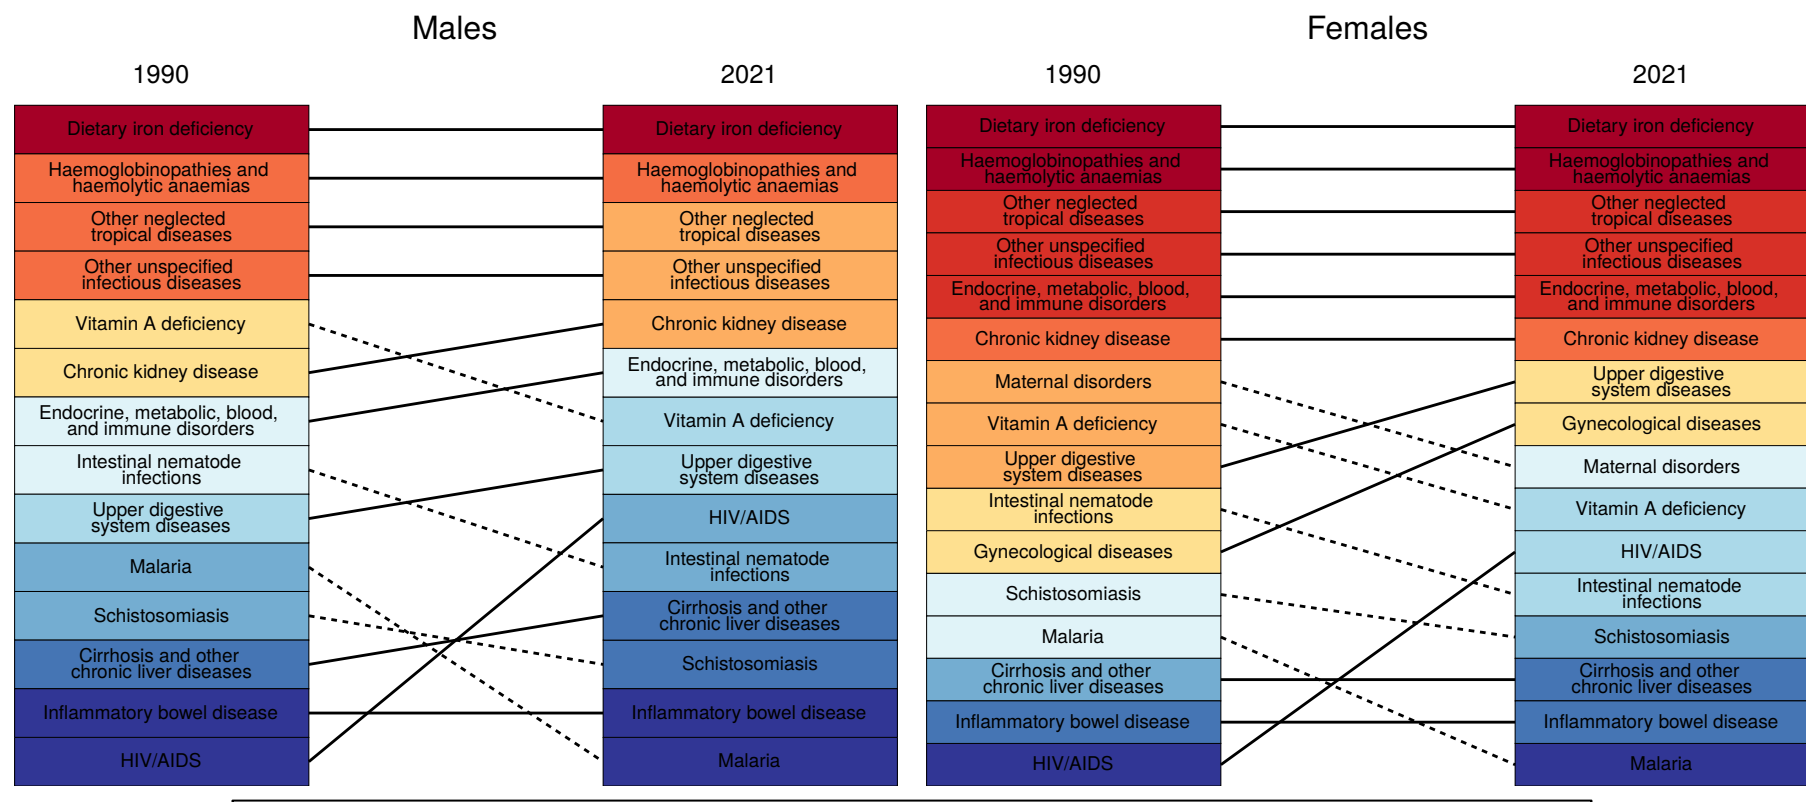 Males
1990
2021
Dietary iron deficiency
Haemoglobinopathies and
haemolytic anaemias
Other neglected
tropical diseases
Other unspecified
infectious diseases
Vitamin A deficiency
Chronic kidney disease
Endocrine, metabolic, blood,
and immune disorders
Intestinal nematode
infections
Upper digestive
system diseases
Malaria
Schistosomiasis
Cirrhosis and other
chronic liver diseases
Inflammatory bowel disease
HIV/AIDS
Dietary iron deficiency
Haemoglobinopathies and
haemolytic anaemias
Other neglected
tropical diseases
Other unspecified
infectious diseases
Chronic kidney disease
Endocrine, metabolic, blood,
and immune disorders
Vitamin A deficiency
Upper digestive
system diseases
HIV/AIDS
Intestinal nematode
infections
Cirrhosis and other
chronic liver diseases
Schistosomiasis
Inflammatory bowel disease
Malaria
Females
1990
2021
Dietary iron deficiency
Haemoglobinopathies and
haemolytic anaemias
Other neglected
tropical diseases
Other unspecified
infectious diseases
Endocrine, metabolic, blood,
and immune disorders
Chronic kidney disease
Maternal disorders
Vitamin A deficiency
Upper digestive
system diseases
Intestinal nematode
infections
Gynecological diseases
Schistosomiasis
Malaria
Cirrhosis and other
chronic liver diseases
Inflammatory bowel disease
HIV/AIDS
Dietary iron deficiency
Haemoglobinopathies and
haemolytic anaemias
Other neglected
tropical diseases
Other unspecified
infectious diseases
Endocrine, metabolic, blood,
and immune disorders
Chronic kidney disease
Upper digestive
system diseases
Gynecological diseases
Maternal disorders
Vitamin A deficiency
HIV/AIDS
Intestinal nematode
infections
Schistosomiasis
Cirrhosis and other
chronic liver diseases
Inflammatory bowel disease
Malaria